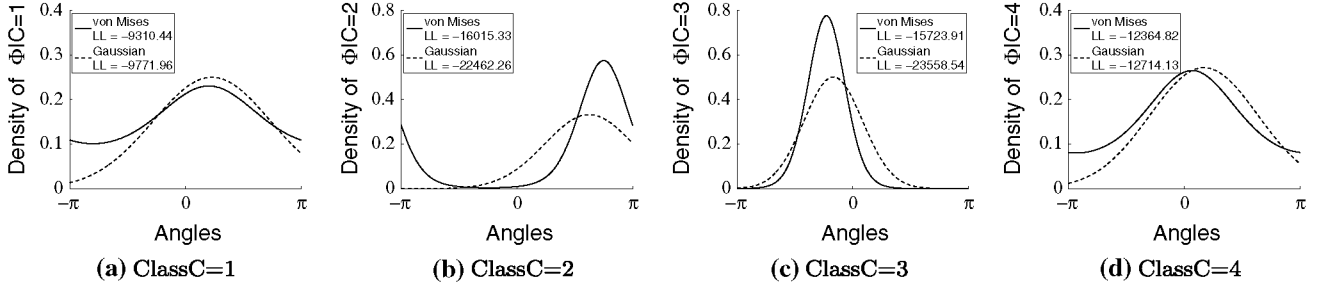 Density of ΦIC=1
0.4
0.3
0.2
0.1
0
von Mises
LL = −9310.44
Gaussian
LL = −9771.96
−π
0
π
Angles
(a) ClassC=1
Density of ΦIC=2
0.8
0.6
0.4
0.2
0
von Mises
LL = −16015.33
Gaussian
LL = −22462.26
−π
0
π
Angles
(b) ClassC=2
Density of ΦIC=3
0.8
0.6
0.4
0.2
0
von Mises
LL = −15723.91
Gaussian
LL = −23558.54
−π
0
π
Angles
(c) ClassC=3
Density of ΦIC=4
0.4
0.3
0.2
0.1
0
von Mises
LL = −12364.82
Gaussian
LL = −12714.13
−π
0
π
Angles
(d) ClassC=4